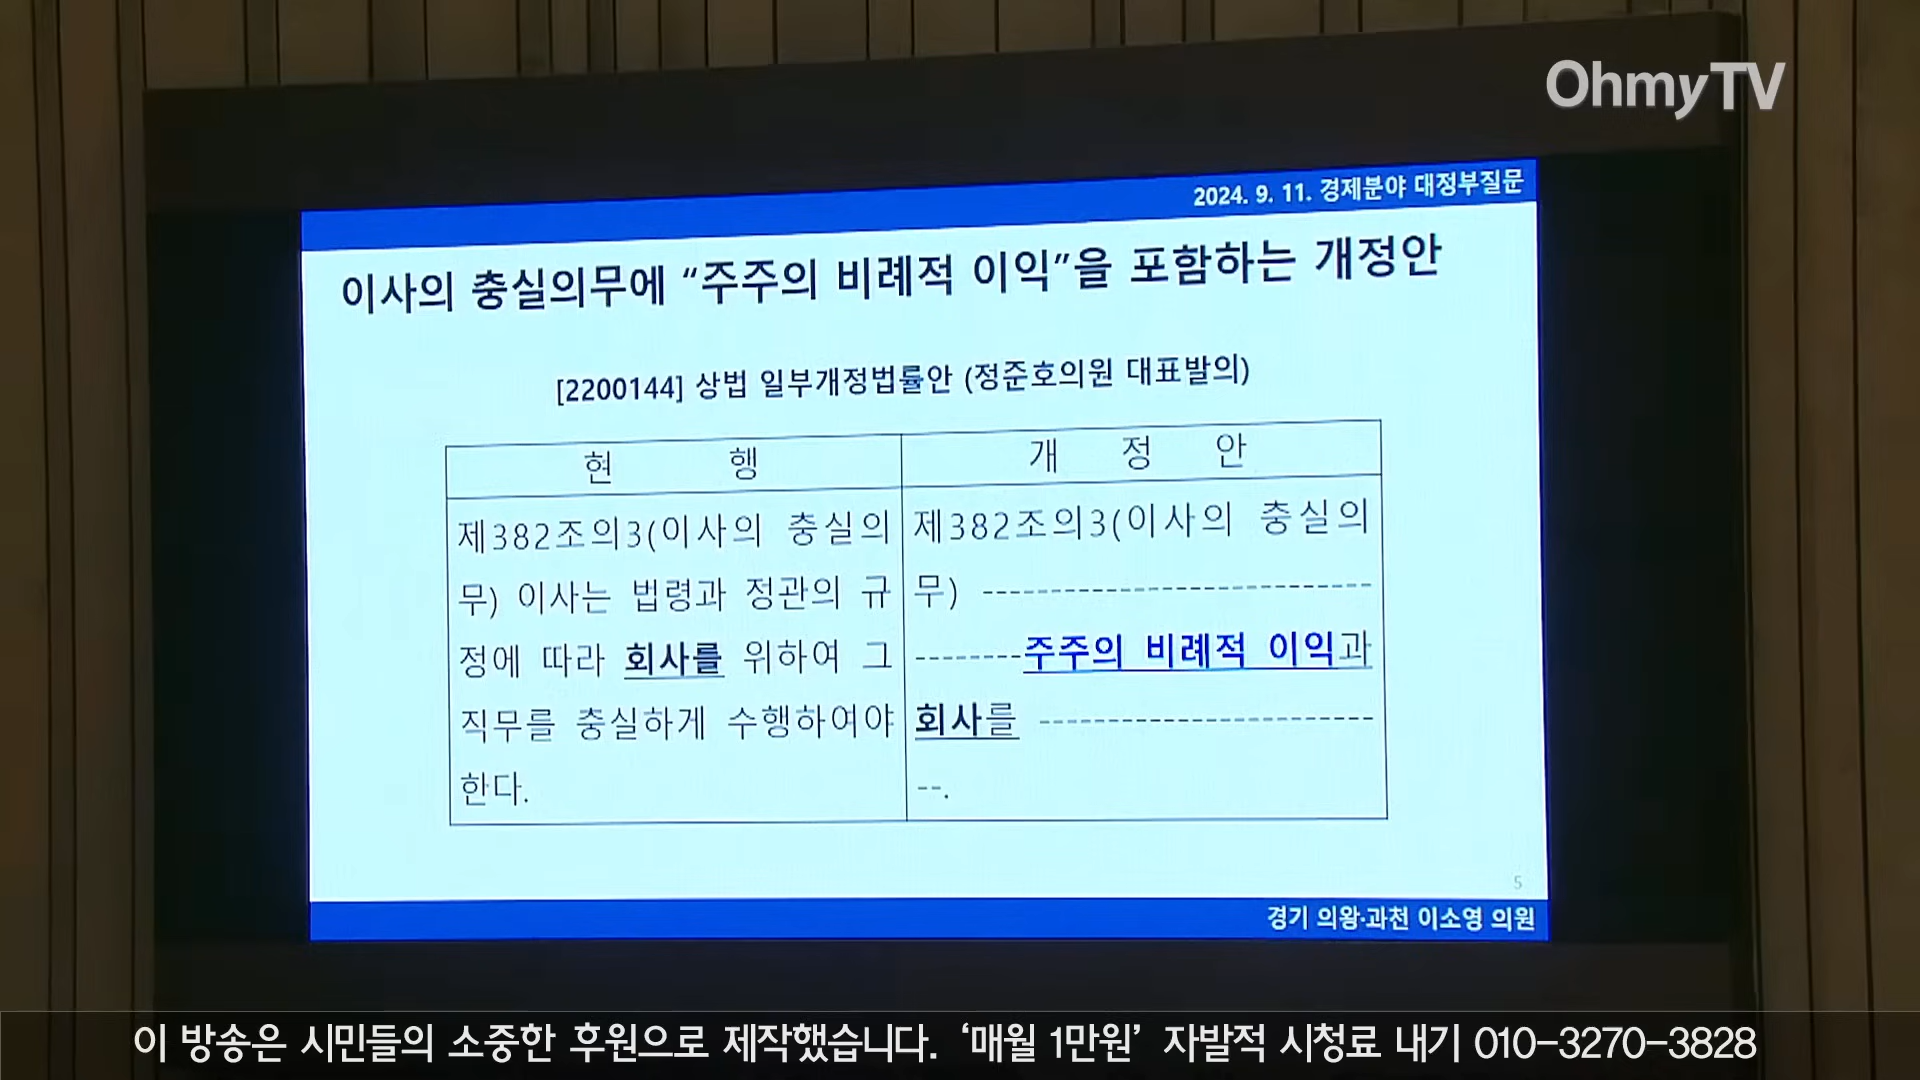 OhmyTV
2024. 9. 11. 경제분야 대정부질문
이사의 충실의무에 “주주의 비례적 이익”을 포함하는 개정안
[2200144] 상법 일부개정법률안 (정준호의원 대표발의)
현 행
제382조의3(이사의 충실의
무) 이사는 법령과 정관의 규
정에 따라 회사를 위하여 그
직무를 충실하게 수행하여야
한다.
개 정 안
제382조의3(이사의 충실의
무) ----------------------------
--------주주의 비례적 이익과
회사를 ------------------------
--.
5
경기 의왕·과천 이소영 의원
이 방송은 시민들의 소중한 후원으로 제작했습니다. ‘매월 1만원’ 자발적 시청료 내기 010-3270-3828